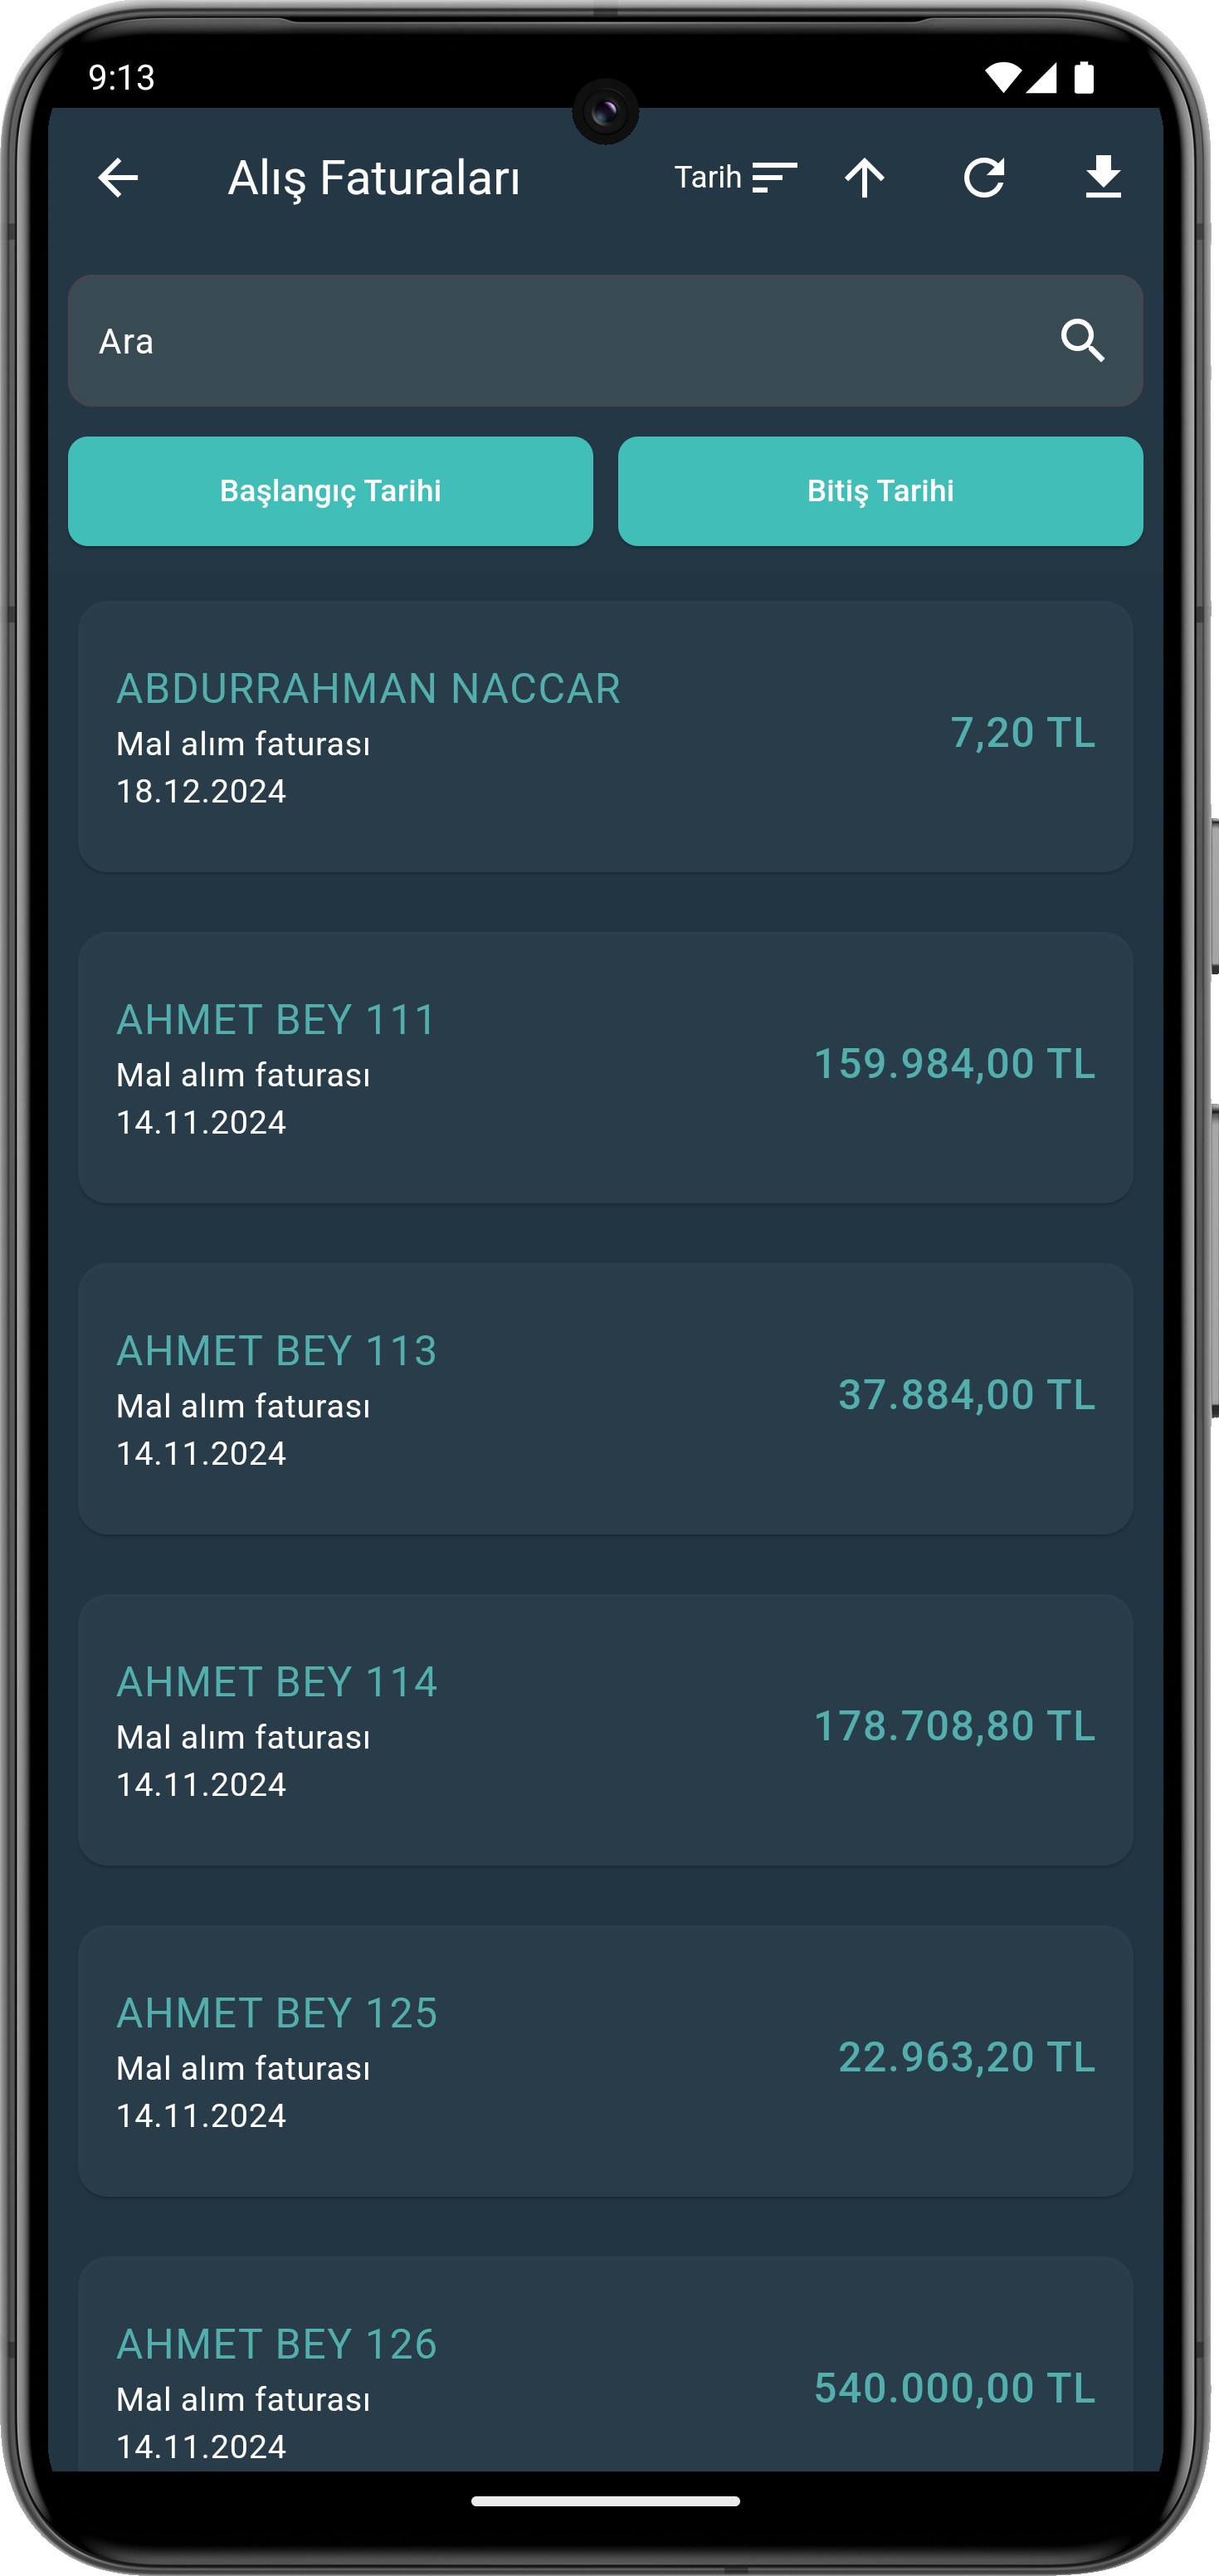 9:13
Alış Faturaları
Tarih
Ara
Başlangıç Tarihi
Bitiş Tarihi
ABDURRAHMAN NACCAR
Mal alım faturası
18.12.2024
7,20 TL
AHMET BEY 111
Mal alım faturası
14.11.2024
159.984,00 TL
AHMET BEY 113
Mal alım faturası
14.11.2024
37.884,00 TL
AHMET BEY 114
Mal alım faturası
14.11.2024
178.708,80 TL
AHMET BEY 125
Mal alım faturası
14.11.2024
22.963,20 TL
AHMET BEY 126
Mal alım faturası
14.11.2024
540.000,00 TL